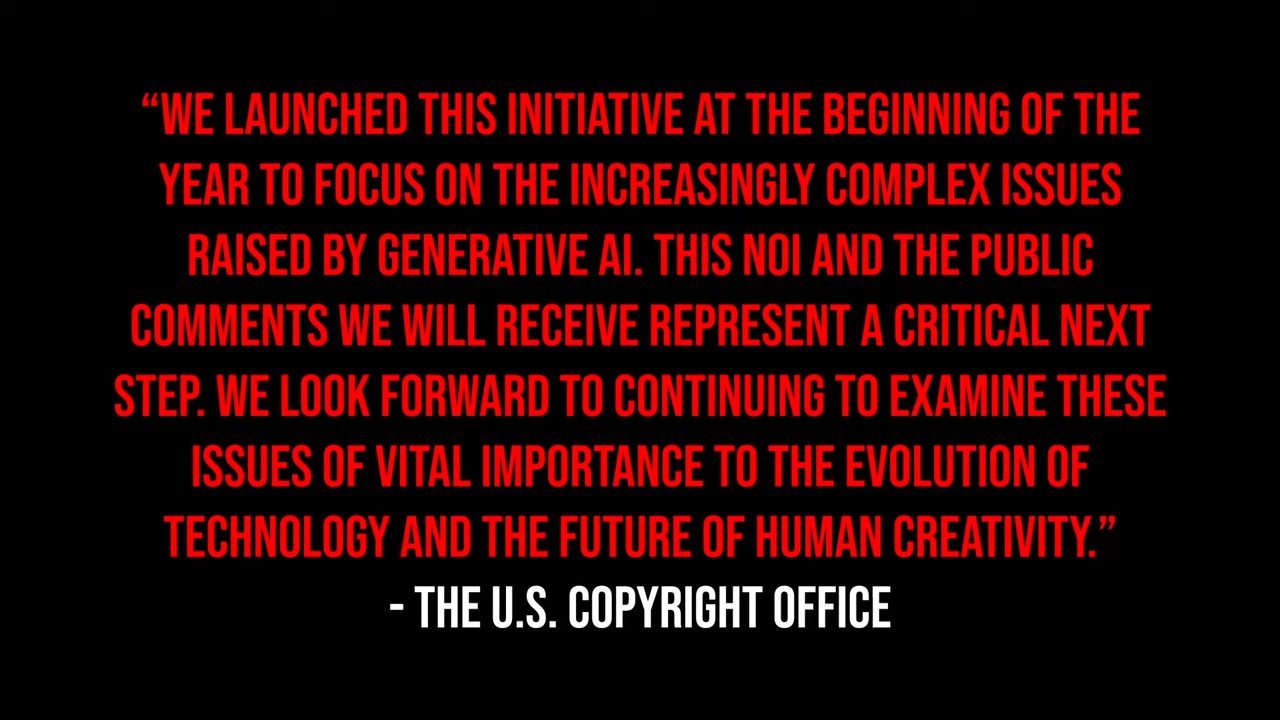 “WE LAUNCHED THIS INITIATIVE AT THE BEGINNING OF THE
YEAR TO FOCUS ON THE INCREASINGLY COMPLEX ISSUES
RAISED BY GENERATIVE AI. THIS NOI AND THE PUBLIC
COMMENTS WE WILL RECEIVE REPRESENT A CRITICAL NEXT
STEP. WE LOOK FORWARD TO CONTINUING TO EXAMINE THESE
ISSUES OF VITAL IMPORTANCE TO THE EVOLUTION OF
TECHNOLOGY AND THE FUTURE OF HUMAN CREATIVITY.”
- THE U.S. COPYRIGHT OFFICE